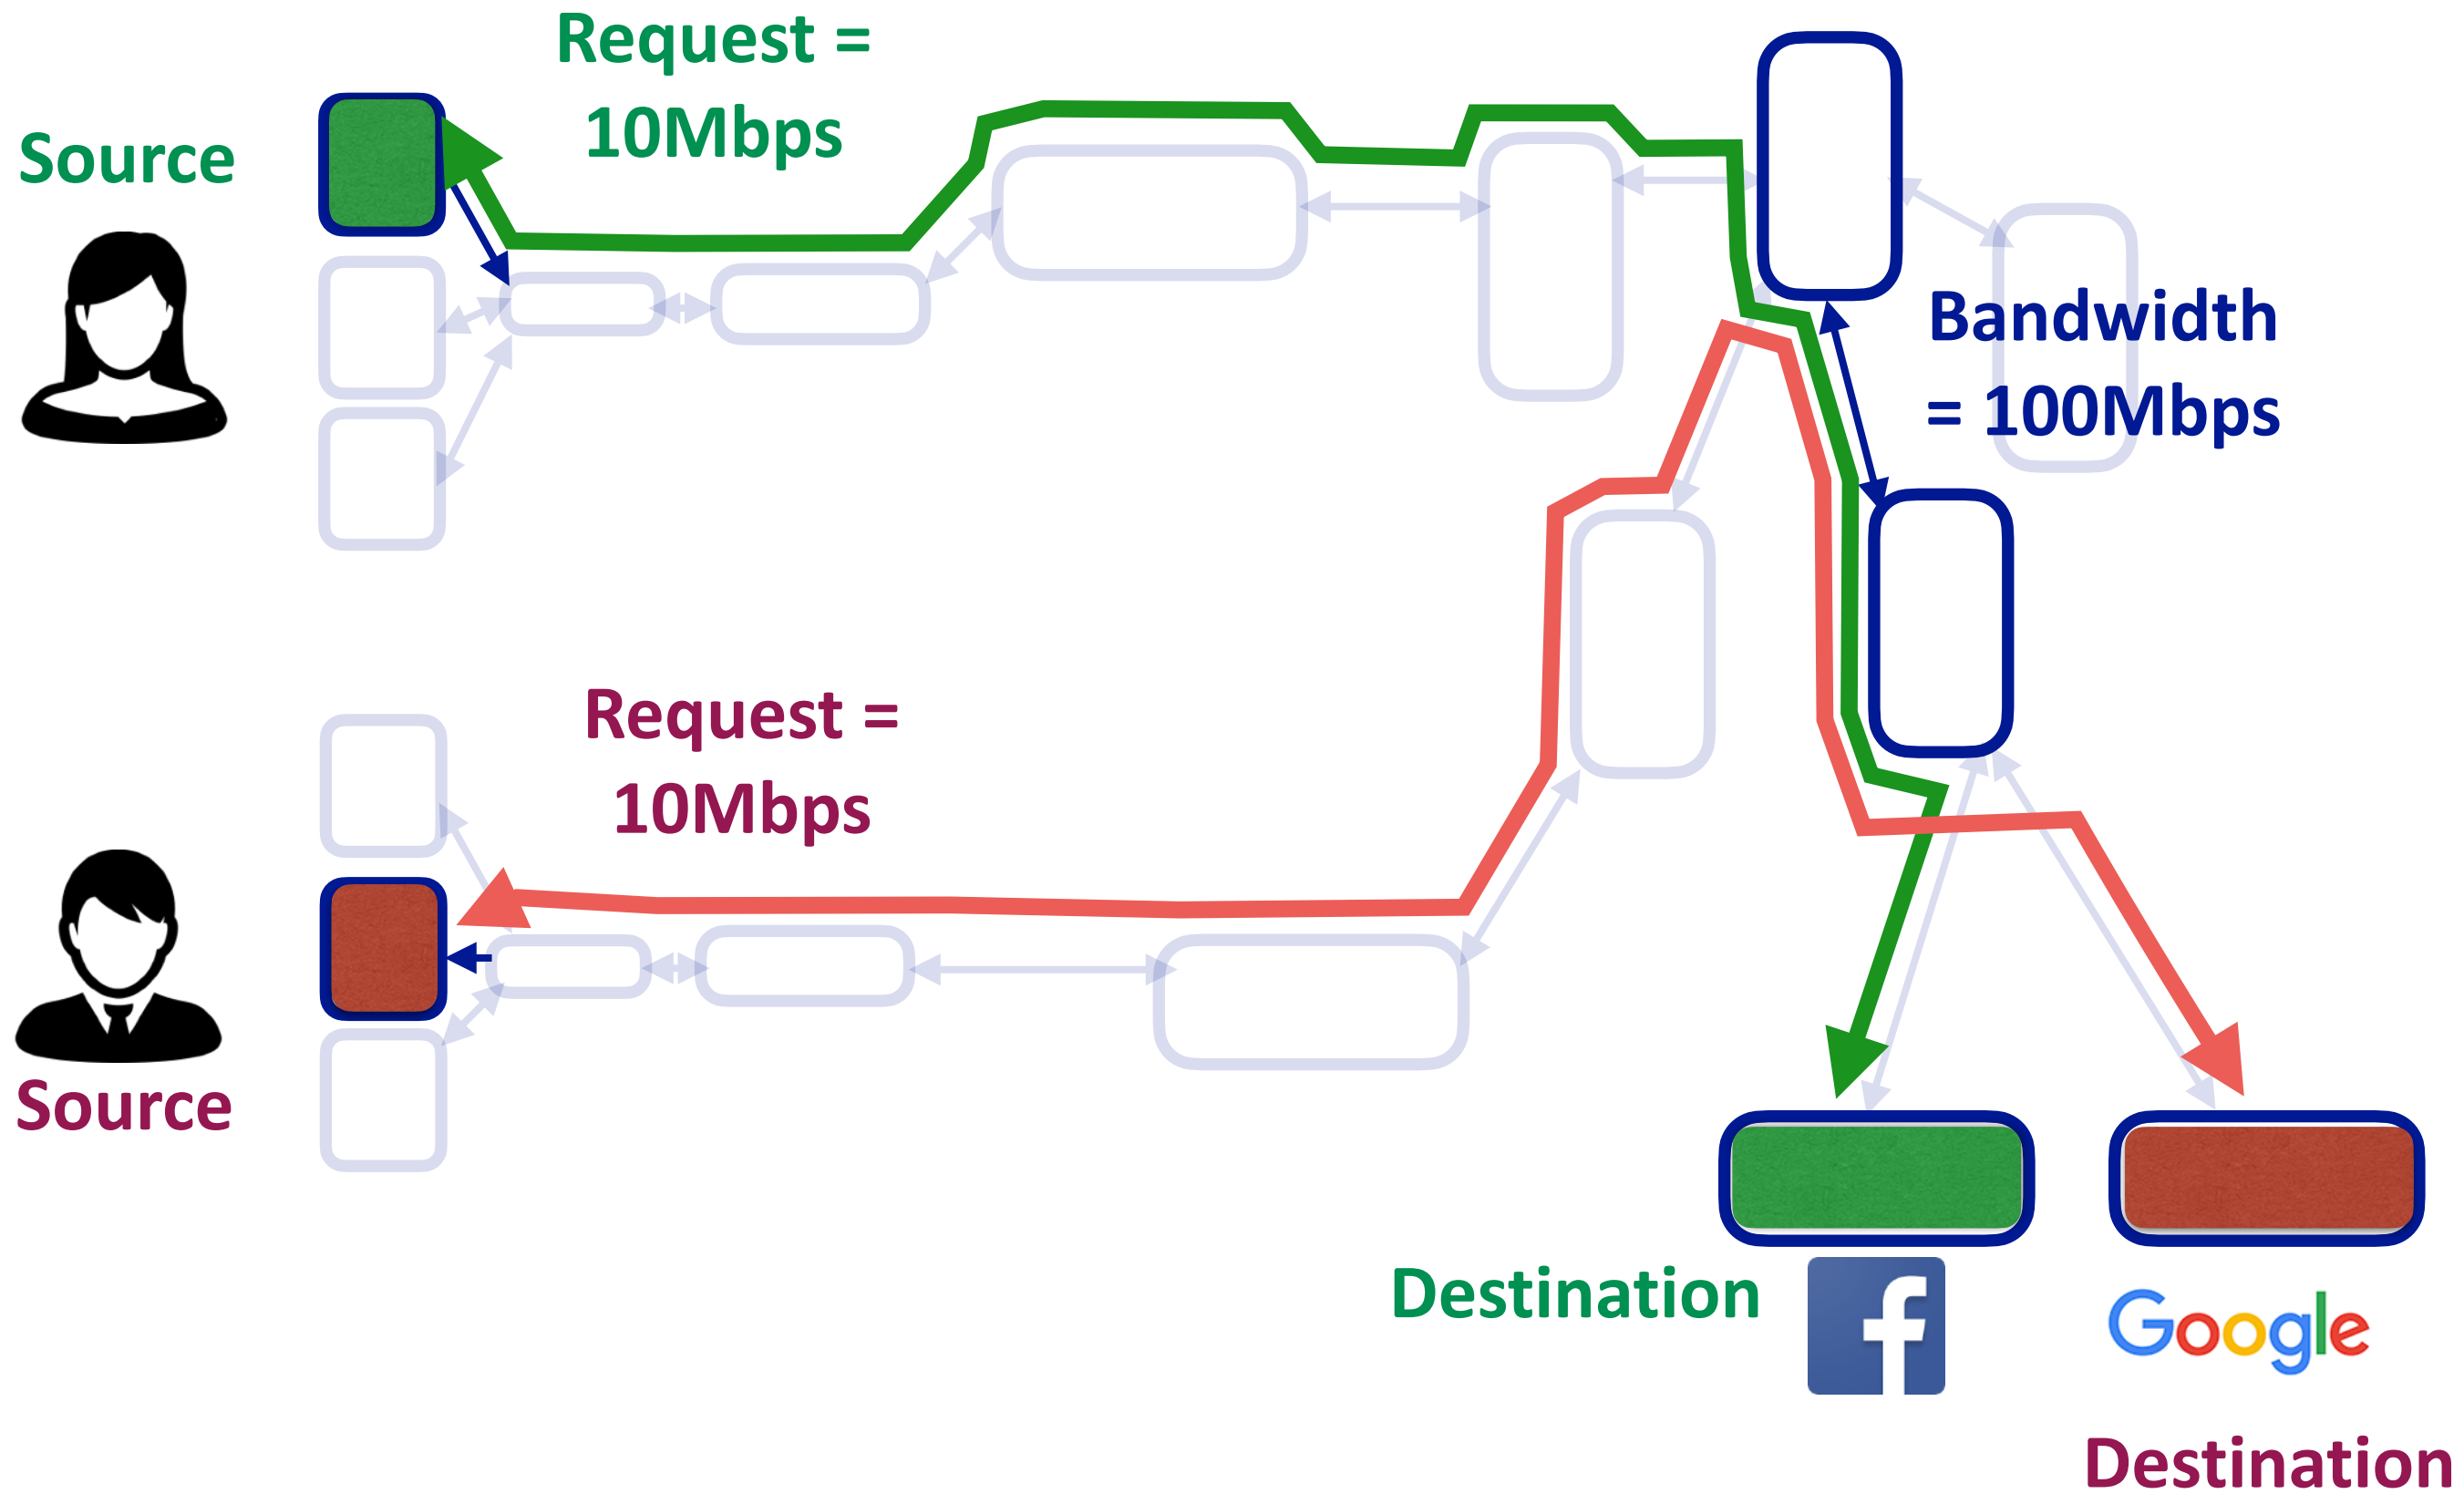 Request =
10Mbps
Source
Bandwidth
= 100Mbps
Request =
10Mbps
Source
Destination
f
Google
Destination